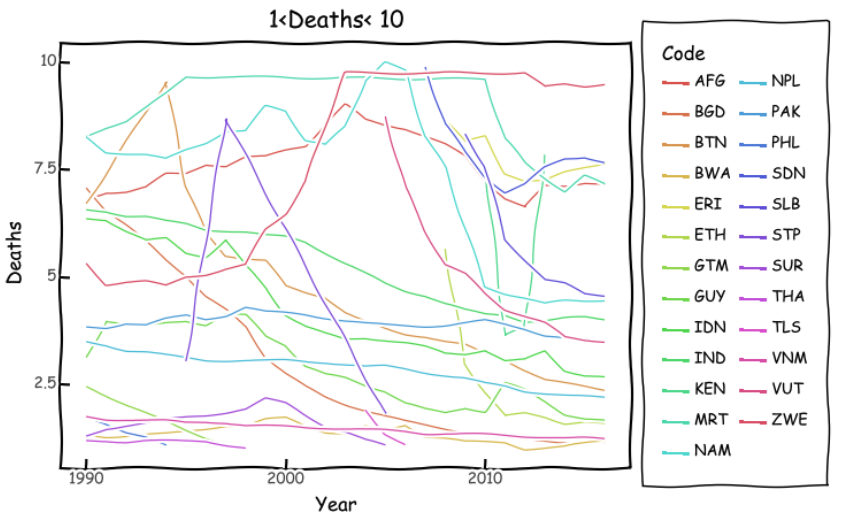 1<Deaths< 10
Deaths
10
7.5
5
2.5
1990 2000 2010
Year
Code
AFG NPL
BGD PAK
BTN PHL
BWA SDN
ERI SLB
ETH STP
GTM SUR
GUY THA
IDN TLS
IND VNM
KEN VUT
MRT ZWE
NAM